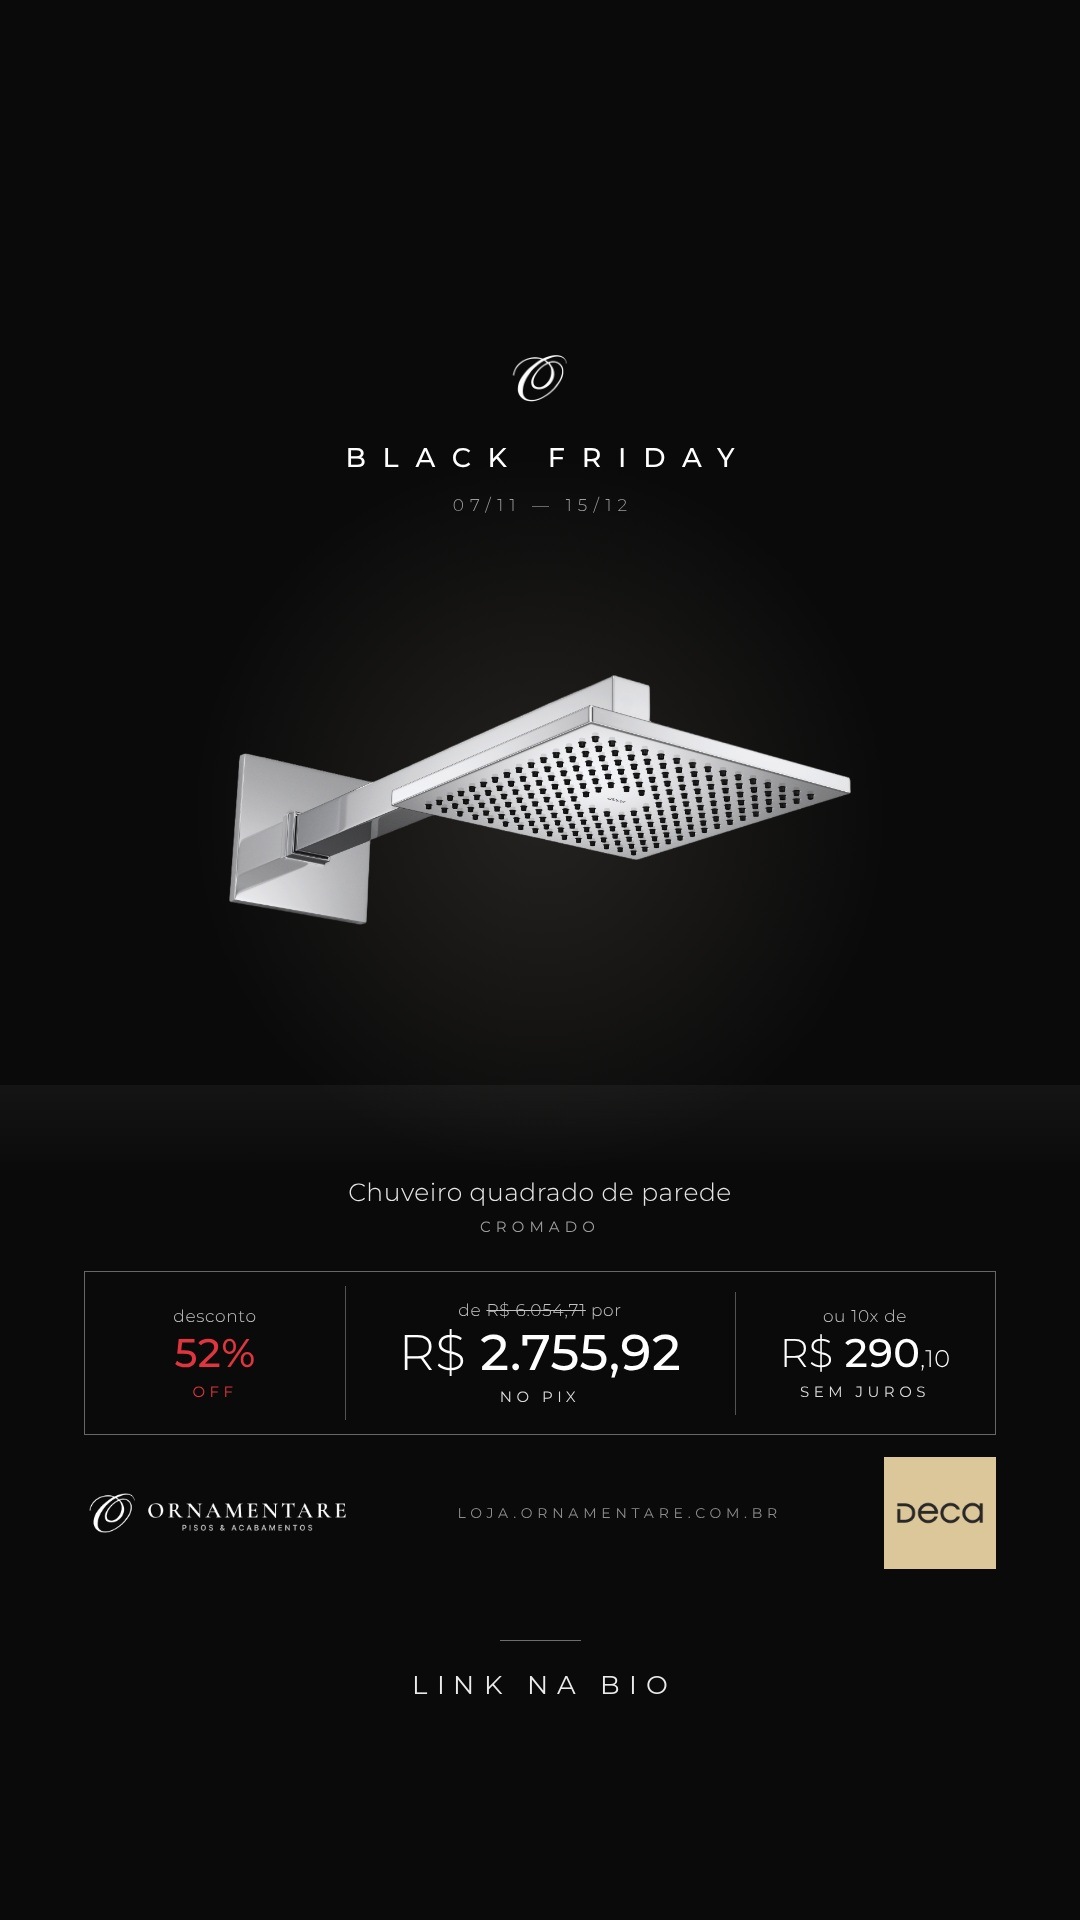 BLACK FRIDAY
07/11 — 15/12
Chuveiro quadrado de parede
CROMADO
desconto
52%
OFF
de R$ 6.054,71 por
R$ 2.755,92
NO PIX
ou 10x de
R$ 290,10
SEM JUROS
O ORNAMENTARE
PISOS & ACABAMENTOS
LOJA.ORNAMENTARE.COM.BR
Deca
LINK NA BIO